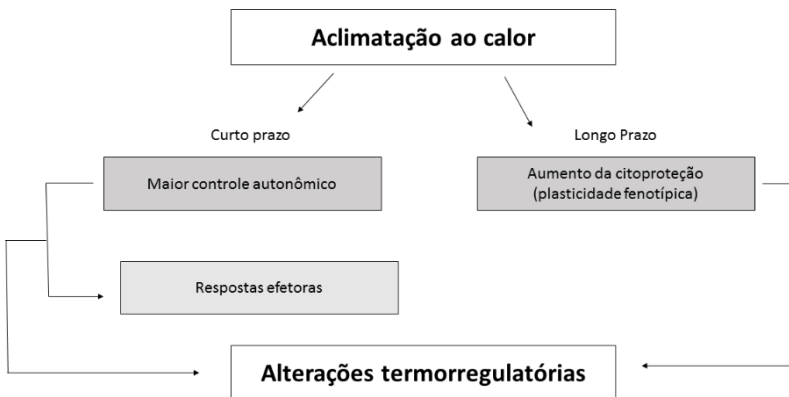 Aclimatação ao calor
Curto prazo
Longo Prazo
Maior controle autonômico
Aumento da citoproteção
(plasticidade fenotípica)
Respostas efetoras
Alterações termorregulatórias